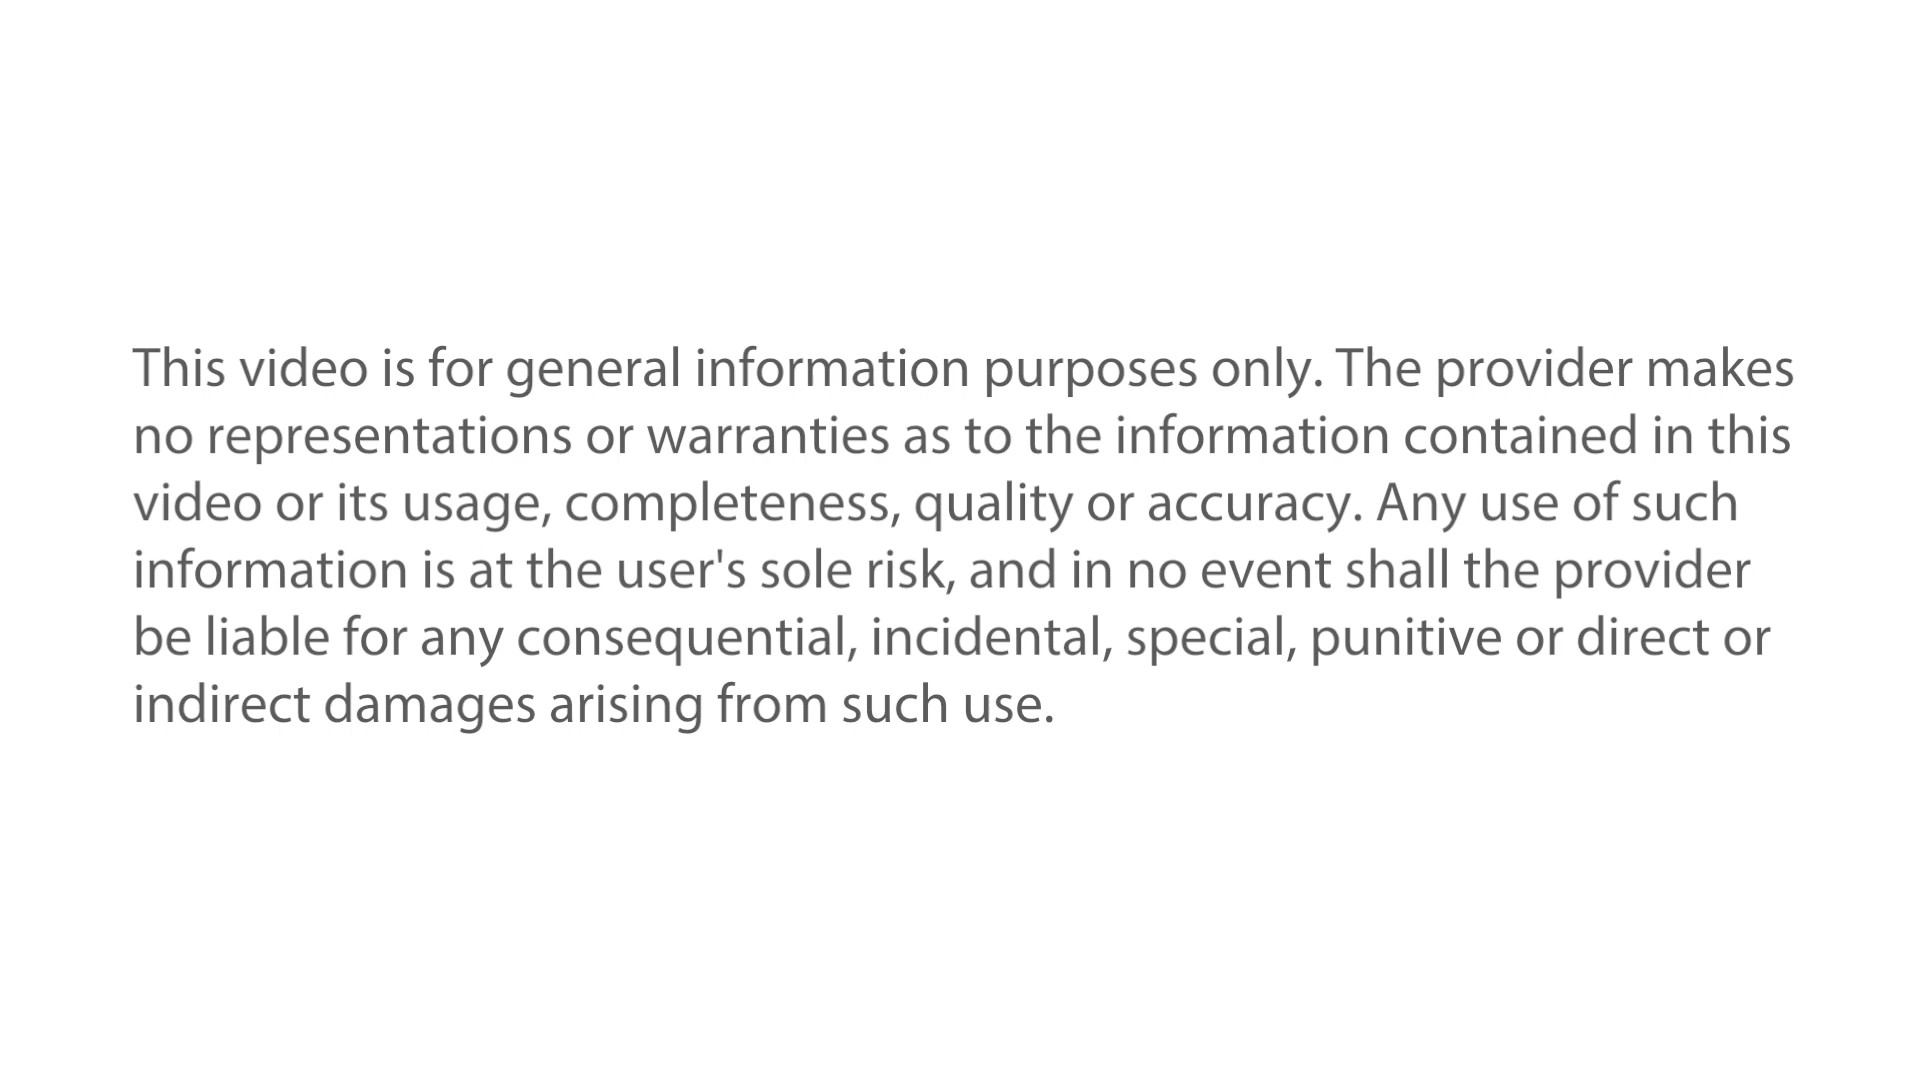 This video is for general information purposes only. The provider makes
no representations or warranties as to the information contained in this
video or its usage, completeness, quality or accuracy. Any use of such
information is at the user's sole risk, and in no event shall the provider
be liable for any consequential, incidental, special, punitive or direct or
indirect damages arising from such use.